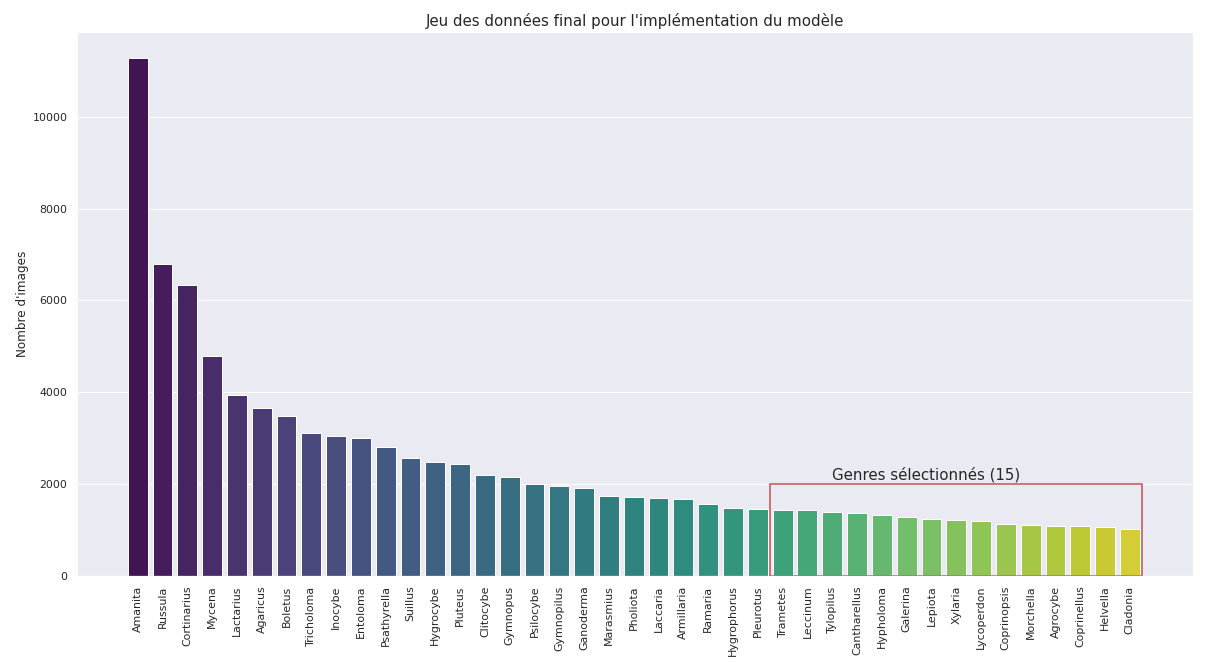 Jeu des données final pour l'implémentation du modèle
Nombre d'images
10000
8000
6000
4000
2000
0
Genres sélectionnés (15)
Amanita
Russula
Cortinarius
Mycena
Lactarius
Agaricus
Boletus
Tricholoma
Inocybe
Entoloma
Psathyrella
Suillus
Hygrocybe
Pluteus
Clitocybe
Gymnopus
Psilocybe
Gymnopilus
Ganoderma
Marasmius
Pholiota
Laccaria
Armillaria
Ramaria
Hygrophorus
Pleurotus
Trametes
Leccinum
Tylopilus
Cantharellus
Hypholoma
Galerina
Lepiota
Xylaria
Lycoperdon
Coprinopsis
Morchella
Agrocybe
Coprinellus
Helvella
Cladonia